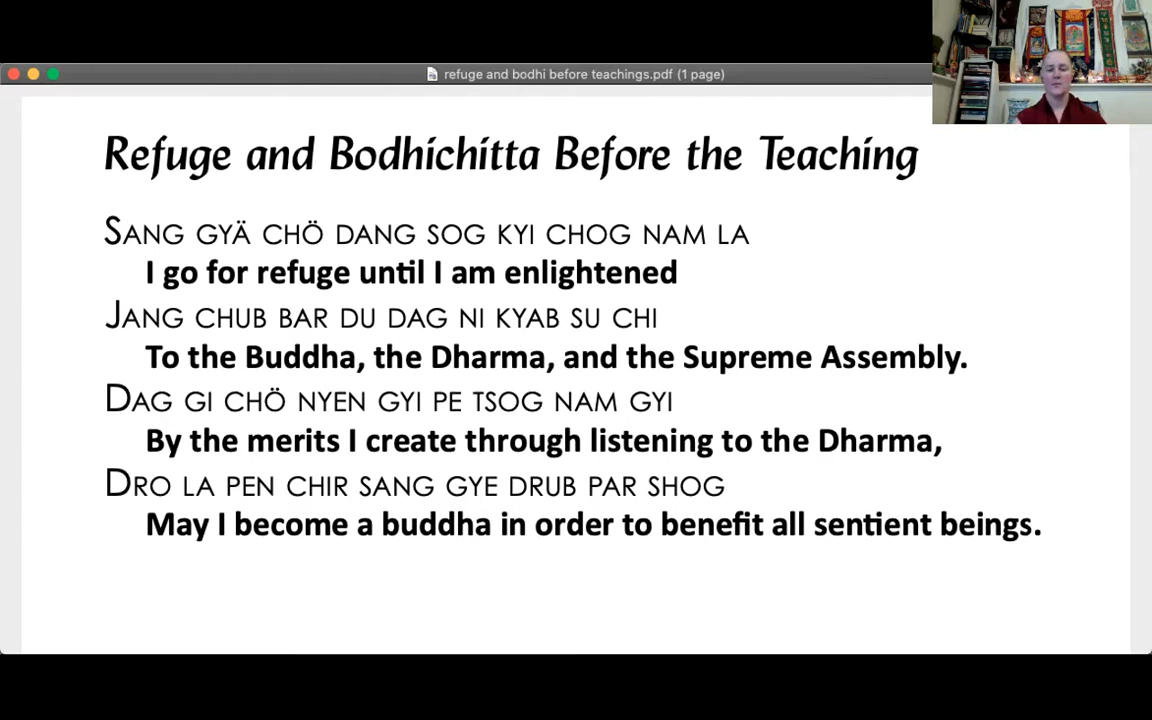 refuge and bodhi before teachings.pdf (1 page)
Refuge and Bodhichitta Before the Teaching
SANG GYÄ CHÖ DANG SOG KYI CHOG NAM LA
I go for refuge until I am enlightened
JANG CHUB BAR DU DAG NI KYAB SU CHI
To the Buddha, the Dharma, and the Supreme Assembly.
DAG GI CHÖ NYEN GYI PE TSOG NAM GYI
By the merits I create through listening to the Dharma,
DRO LA PEN CHIR SANG GYE DRUB PAR SHOG
May I become a buddha in order to benefit all sentient beings.